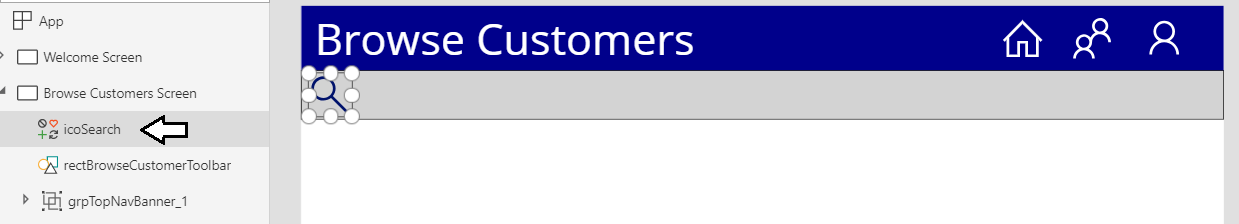 App
Welcome Screen
Browse Customers Screen
icoSearch
rectBrowseCustomerToolbar
grpTopNavBanner_1
Browse Customers